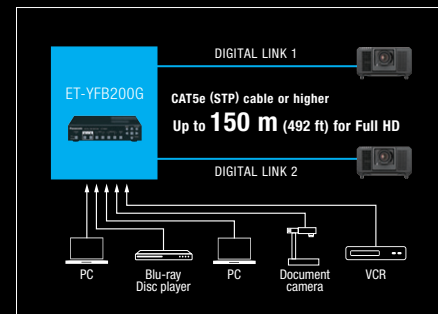 DIGITAL LINK 1
ET-YFB200G
CAT5e (STP) cable or higher
Up to 150 m (492 ft) for Full HD
DIGITAL LINK 2
PC
Blu-ray
Disc player
PC
Document
camera
VCR